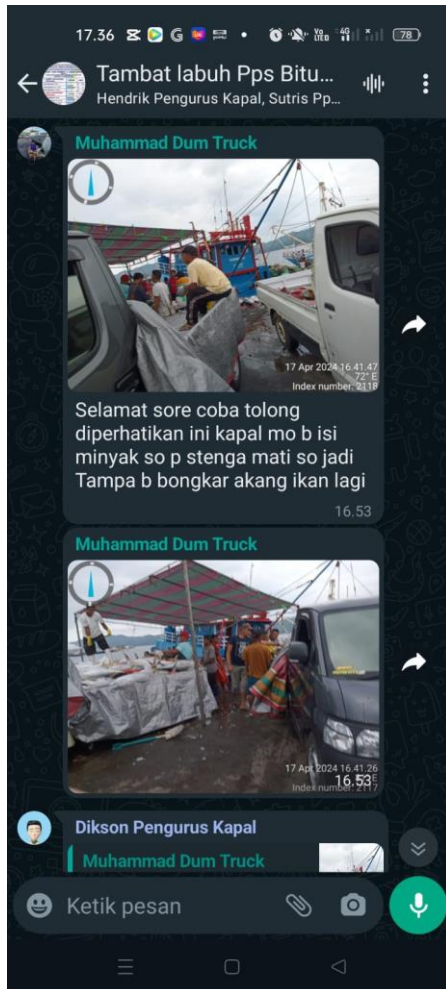 17.36
78
Tambat labuh Pps Bitu...
Hendrik Pengurus Kapal, Sutris Pp...
Muhammad Dum Truck
17 Apr 2024 16.41.47
72° E
Index number: 2118
Selamat sore coba tolong
diperhatikan ini kapal mo b isi
minyak so p stenga mati so jadi
Tampa b bongkar akang ikan lagi
16.53
Muhammad Dum Truck
17 Apr 2024 16.41.26
16.53
Index number: 2117
Dikson Pengurus Kapal
Muhammad Dum Truck
Ketik pesan